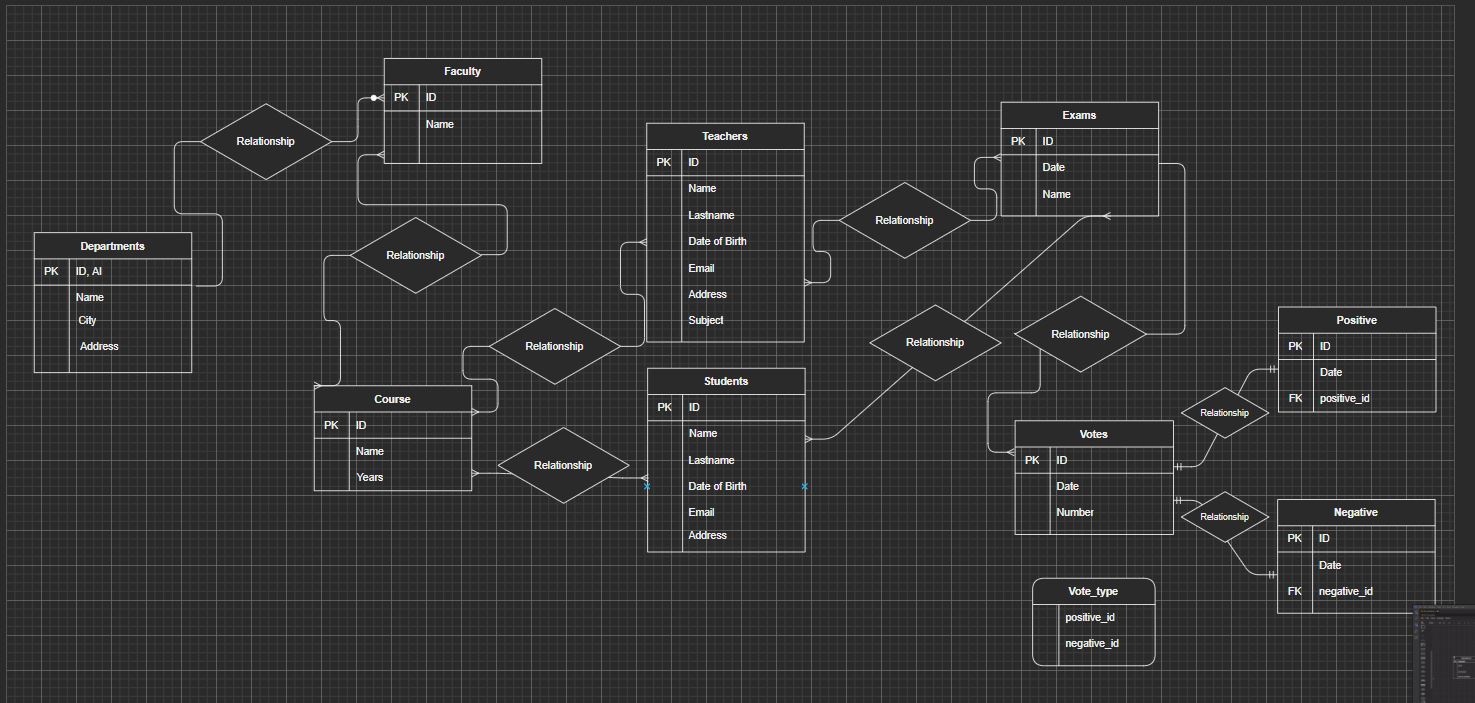 Faculty
PK ID
Name
Relationship
Departments
PK ID, AI
Name
City
Address
Relationship
Course
PK ID
Name
Years
Relationship
Relationship
Teachers
PK ID
Name
Lastname
Date of Birth
Email
Address
Subject
Students
PK ID
Name
Lastname
Date of Birth
Email
Address
Relationship
Relationship
Exams
PK ID
Date
Name
Relationship
Votes
PK ID
Date
Number
Relationship
Relationship
Positive
PK ID
Date
FK positive_id
Negative
PK ID
Date
FK negative_id
Vote_type
positive_id
negative_id